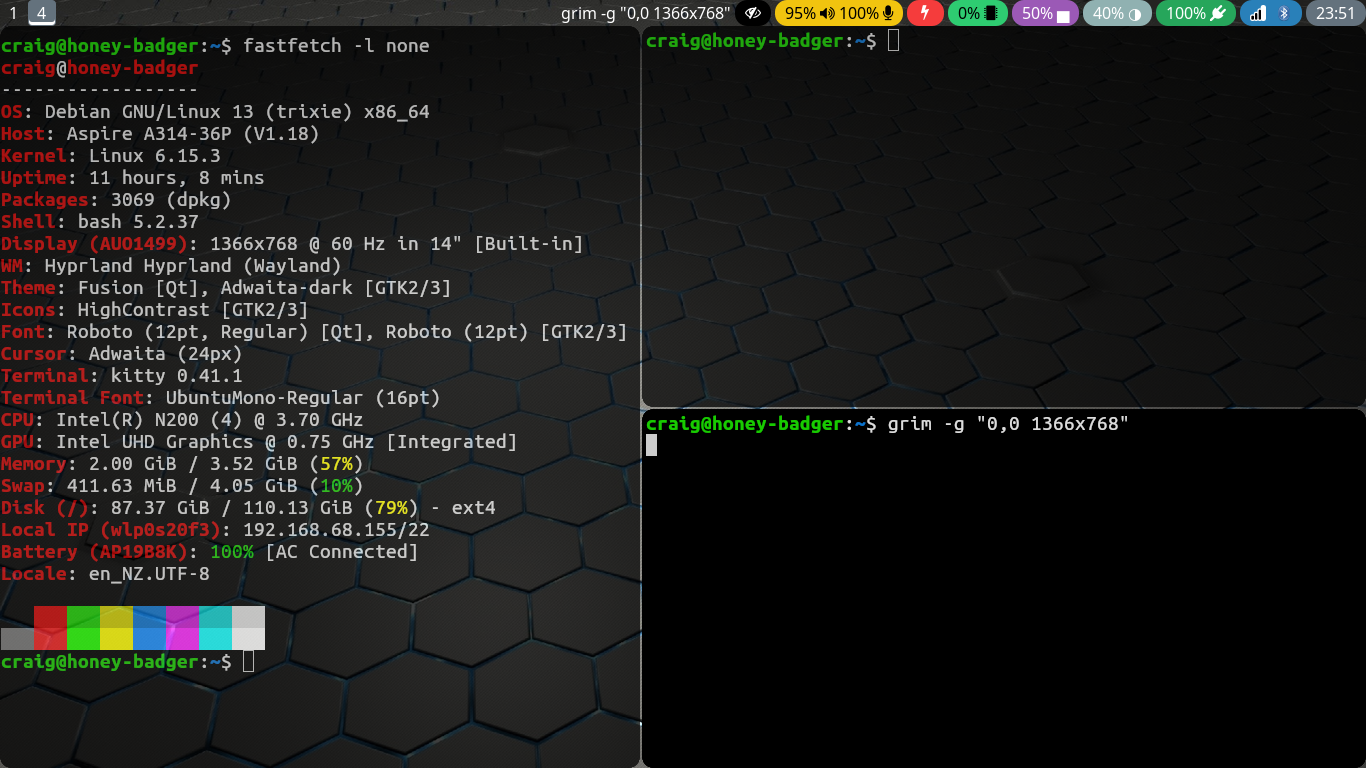 1 4 grim -g "0,0 1366x768" 95% 100% 0% 50% 40% 100% 23:51
craig@honey-badger:~$ fastfetch -l none
craig@honey-badger
------------------
OS: Debian GNU/Linux 13 (trixie) x86_64
Host: Aspire A314-36P (V1.18)
Kernel: Linux 6.15.3
Uptime: 11 hours, 8 mins
Packages: 3069 (dpkg)
Shell: bash 5.2.37
Display (AUO1499): 1366x768 @ 60 Hz in 14" [Built-in]
WM: Hyprland Hyprland (Wayland)
Theme: Fusion [Qt], Adwaita-dark [GTK2/3]
Icons: HighContrast [GTK2/3]
Font: Roboto (12pt, Regular) [Qt], Roboto (12pt) [GTK2/3]
Cursor: Adwaita (24px)
Terminal: kitty 0.41.1
Terminal Font: UbuntuMono-Regular (16pt)
CPU: Intel(R) N200 (4) @ 3.70 GHz
GPU: Intel UHD Graphics @ 0.75 GHz [Integrated]
Memory: 2.00 GiB / 3.52 GiB (57%)
Swap: 411.63 MiB / 4.05 GiB (10%)
Disk (/): 87.37 GiB / 110.13 GiB (79%) - ext4
Local IP (wlp0s20f3): 192.168.68.155/22
Battery (AP19B8K): 100% [AC Connected]
Locale: en_NZ.UTF-8
craig@honey-badger:~$
craig@honey-badger:~$
craig@honey-badger:~$ grim -g "0,0 1366x768"